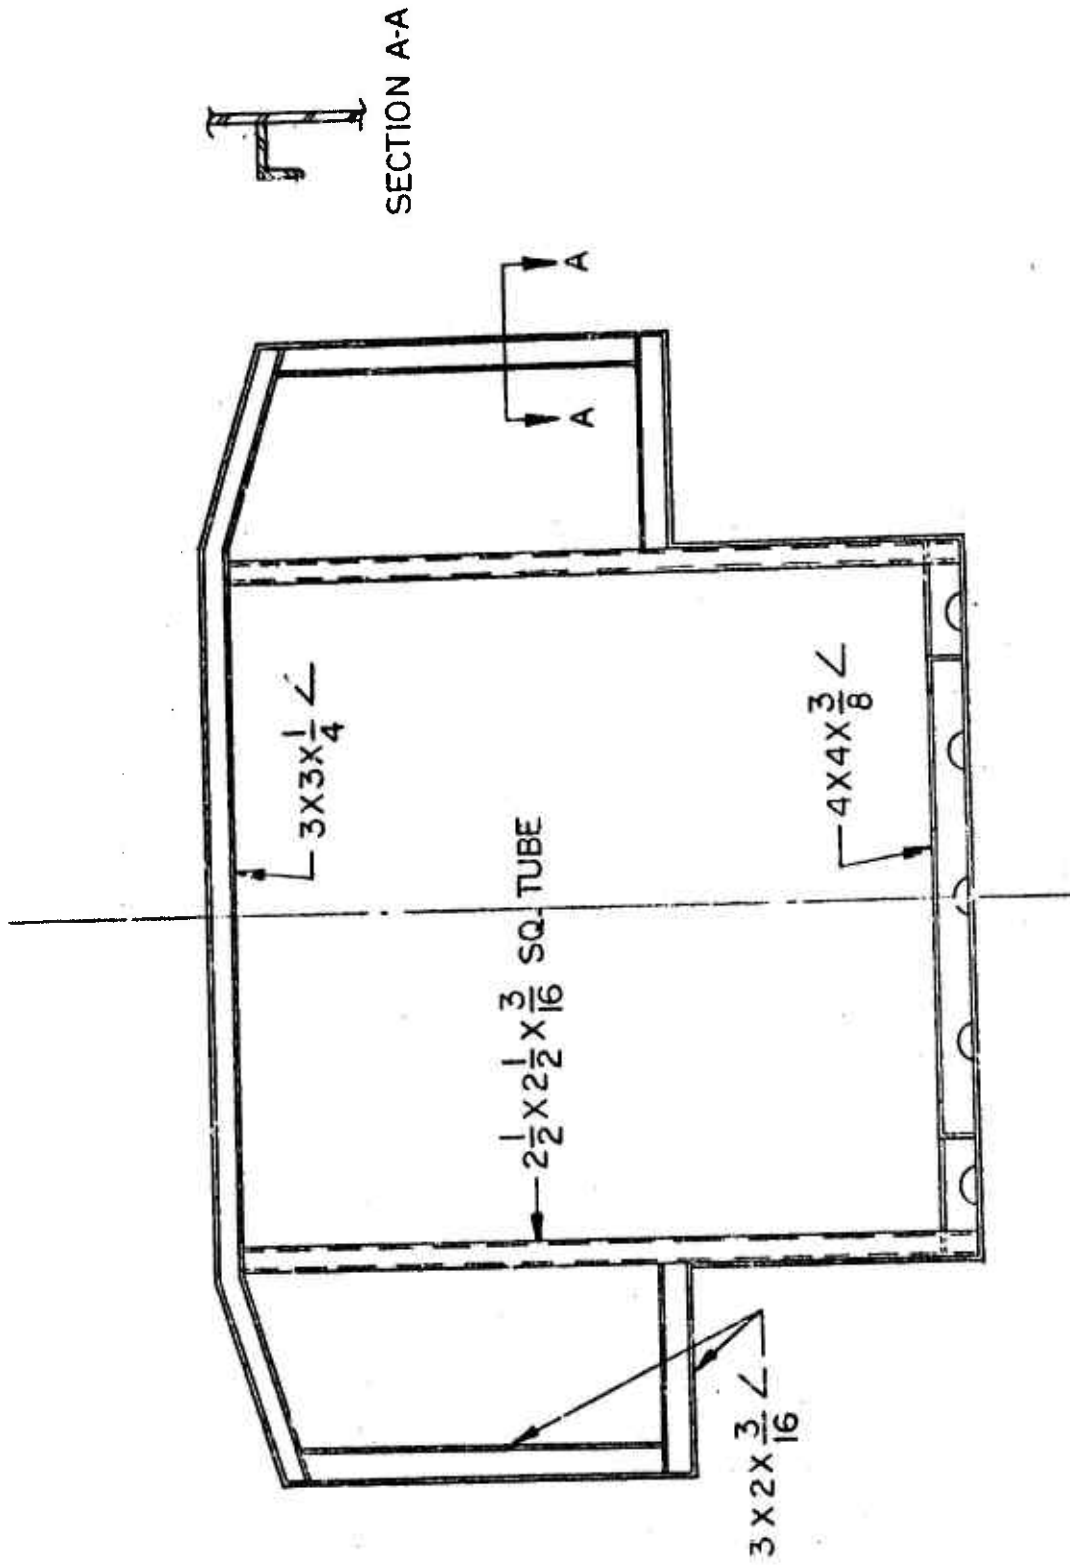 SECTION A-A
A
A
3X3X1/4 ∠
2 1/2 X 2 1/2 X 3/16 SQ. TUBE
4X4X3/8 ∠
3X2X3/16 ∠